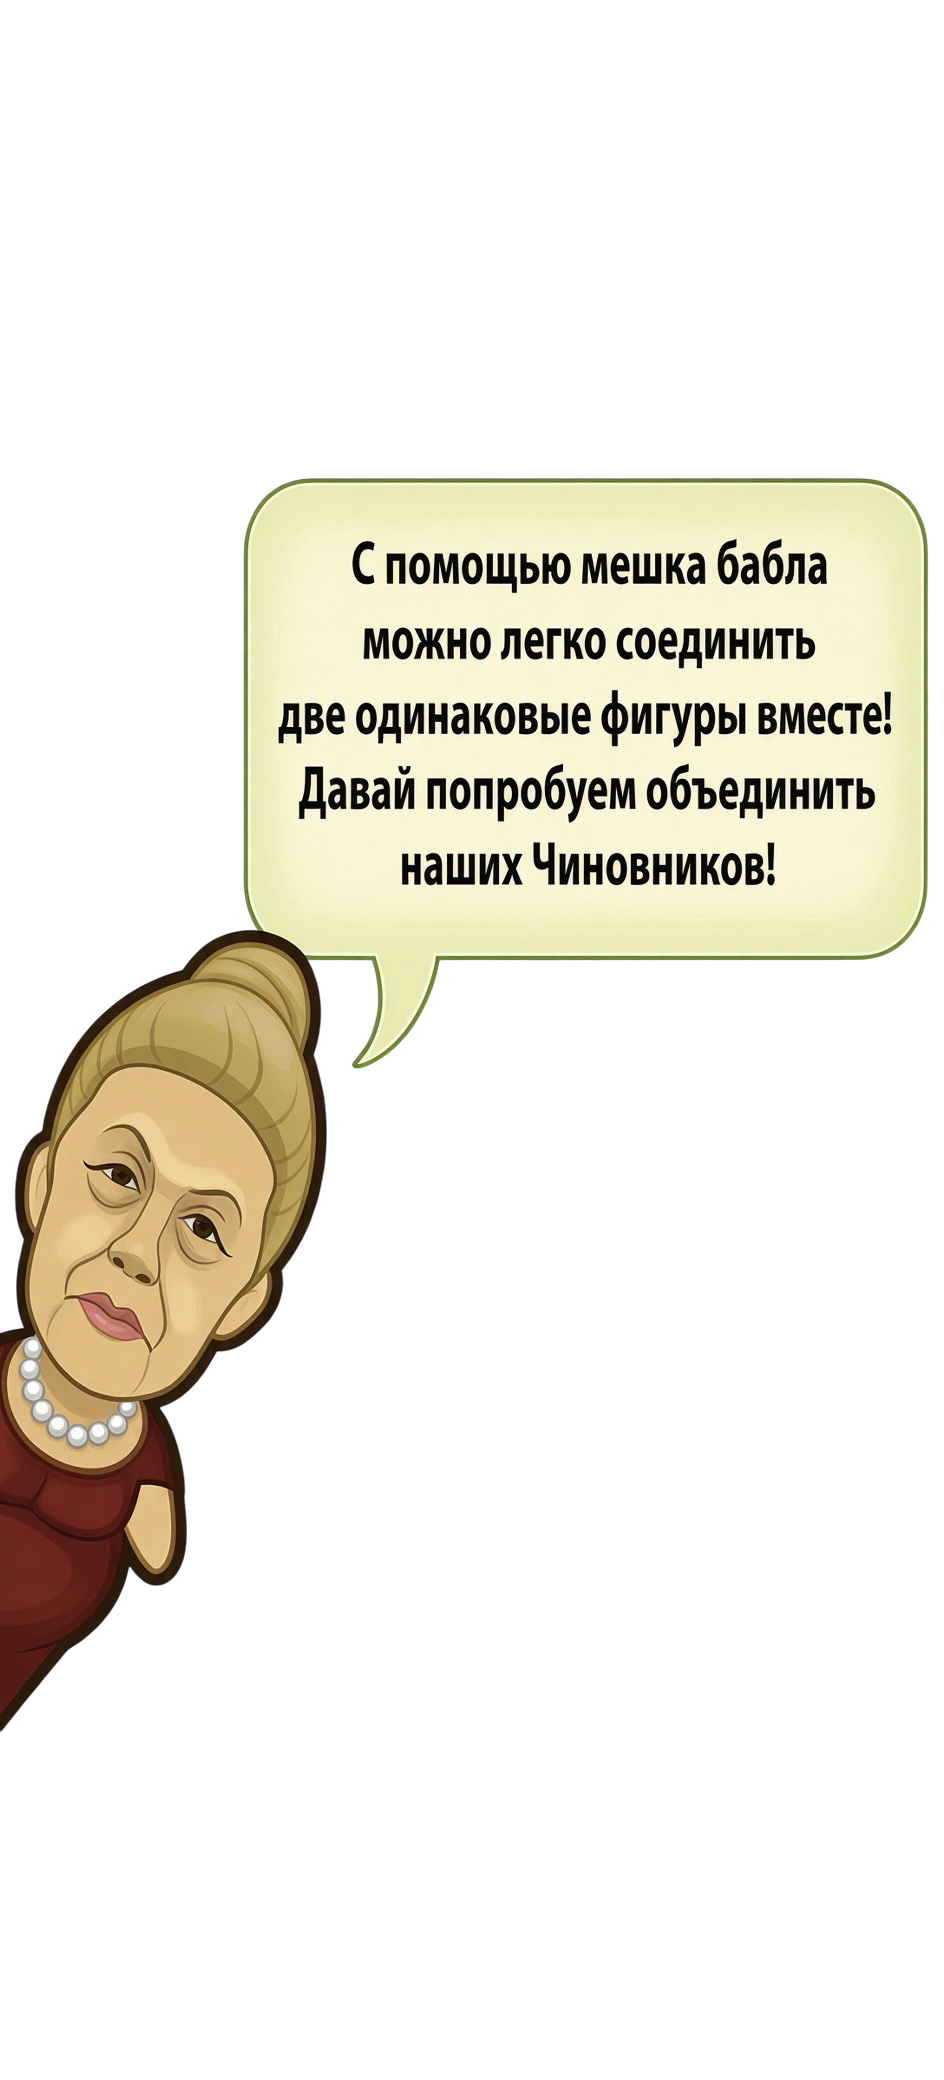 С помощью мешка бабла
можно легко соединить
две одинаковые фигуры вместе!
Давай попробуем объединить
наших Чиновников!